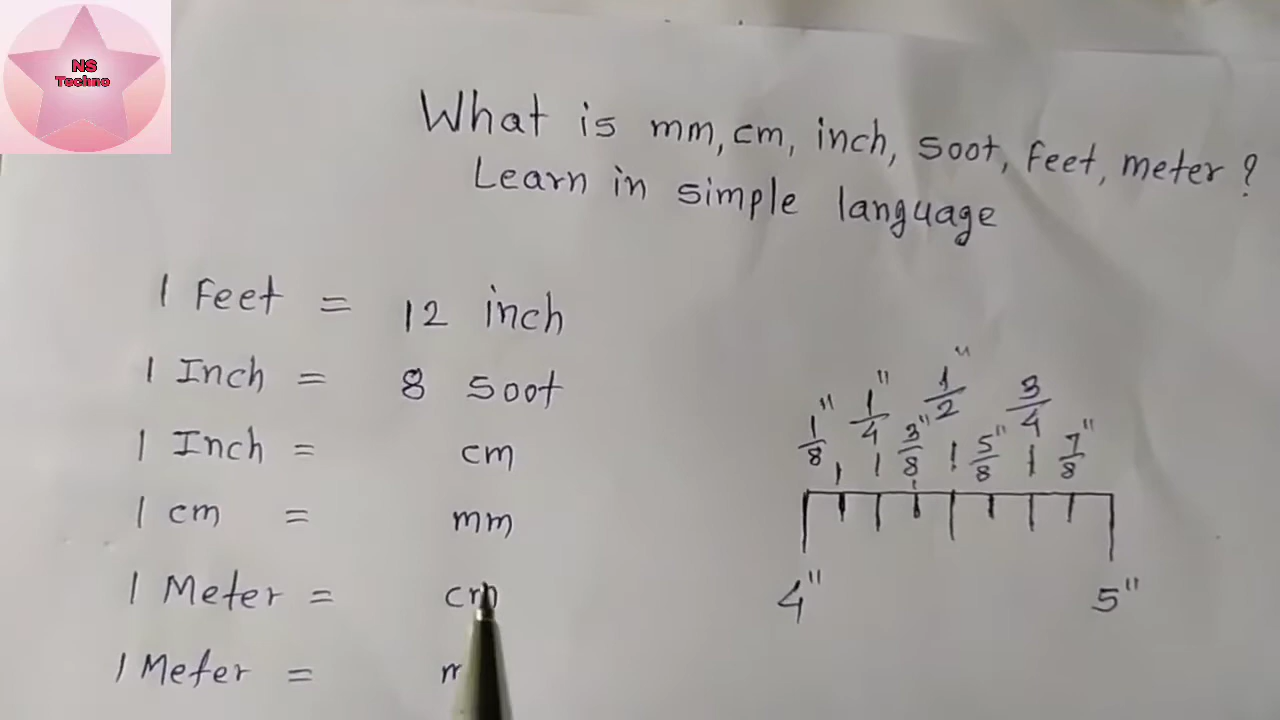 NS
Techno
What is mm, cm, inch, soot, feet, meter?
Learn in simple language
1 Feet = 12 inch
1 Inch = 8 soot
1 Inch = cm
1 cm = mm
1 Meter = cm
1 Meter = m
1/8" 1/4" 3/8" 1/2" 5/8" 3/4 7/8"
4" 5"